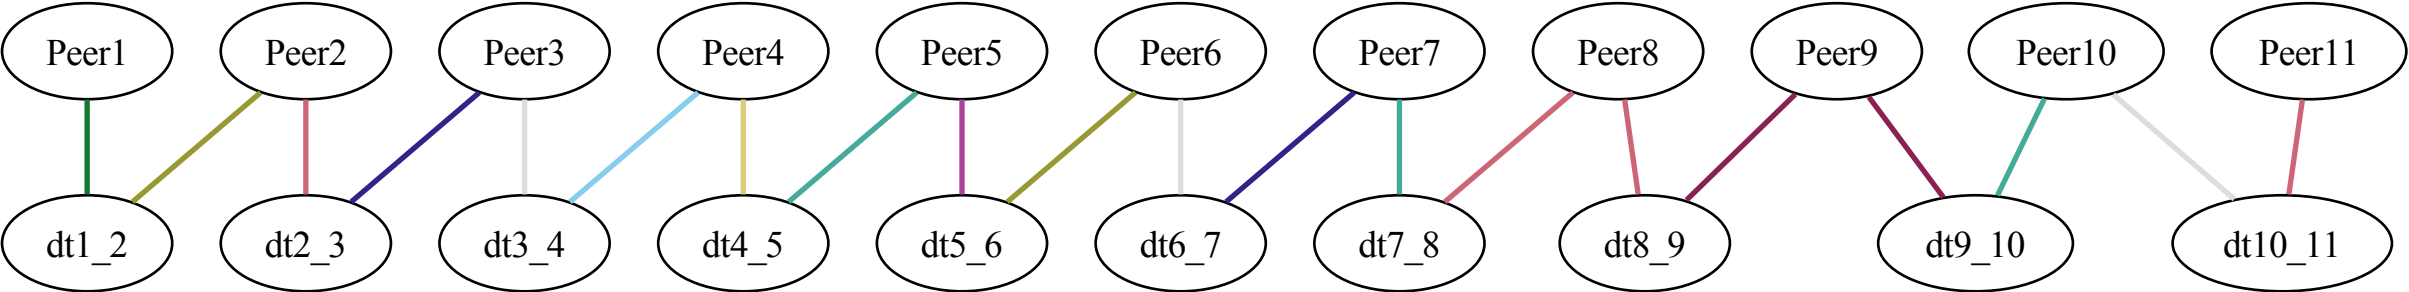 Peer1 Peer2 Peer3 Peer4 Peer5 Peer6 Peer7 Peer8 Peer9 Peer10 Peer11
dt1_2 dt2_3 dt3_4 dt4_5 dt5_6 dt6_7 dt7_8 dt8_9 dt9_10 dt10_11